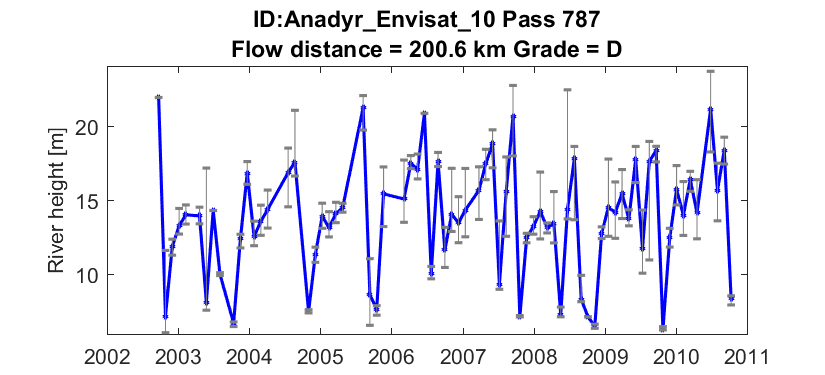 ID:Anadyr_Envisat_10 Pass 787
Flow distance = 200.6 km Grade = D
River height [m]
20
15
10
2002 2003 2004 2005 2006 2007 2008 2009 2010 2011